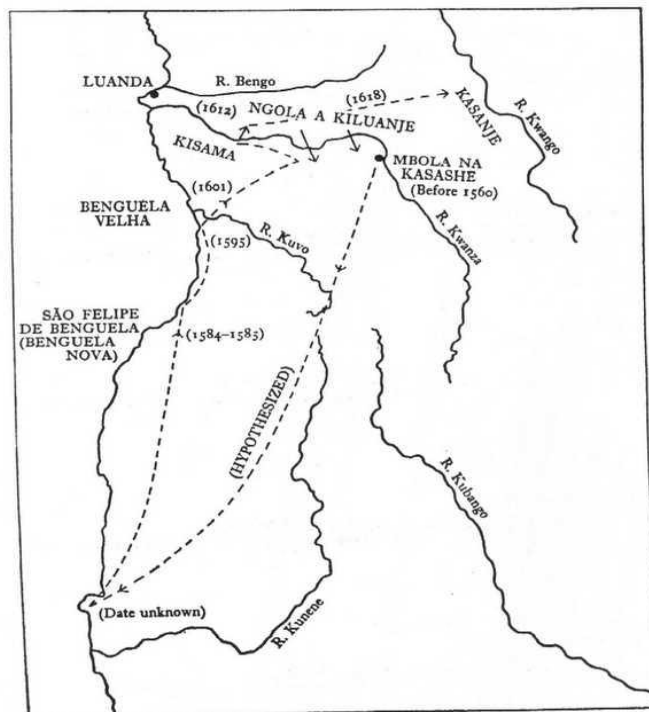 LUANDA
R. Bengo
(1612)
NGOLA A KILUANJE
(1618)
KASANJE
R. Kwango
KISAMA
MBOLA NA
KASASHE
(Before 1560)
(1601)
BENGUELA
VELHA
(1595)
R. Kuvo
R. Kwanza
SÃO FELIPE
DE BENGUELA
(BENGUELA
NOVA)
(1584–1585)
(HYPOTHESIZED)
R. Kubango
(Date unknown)
R. Kunene